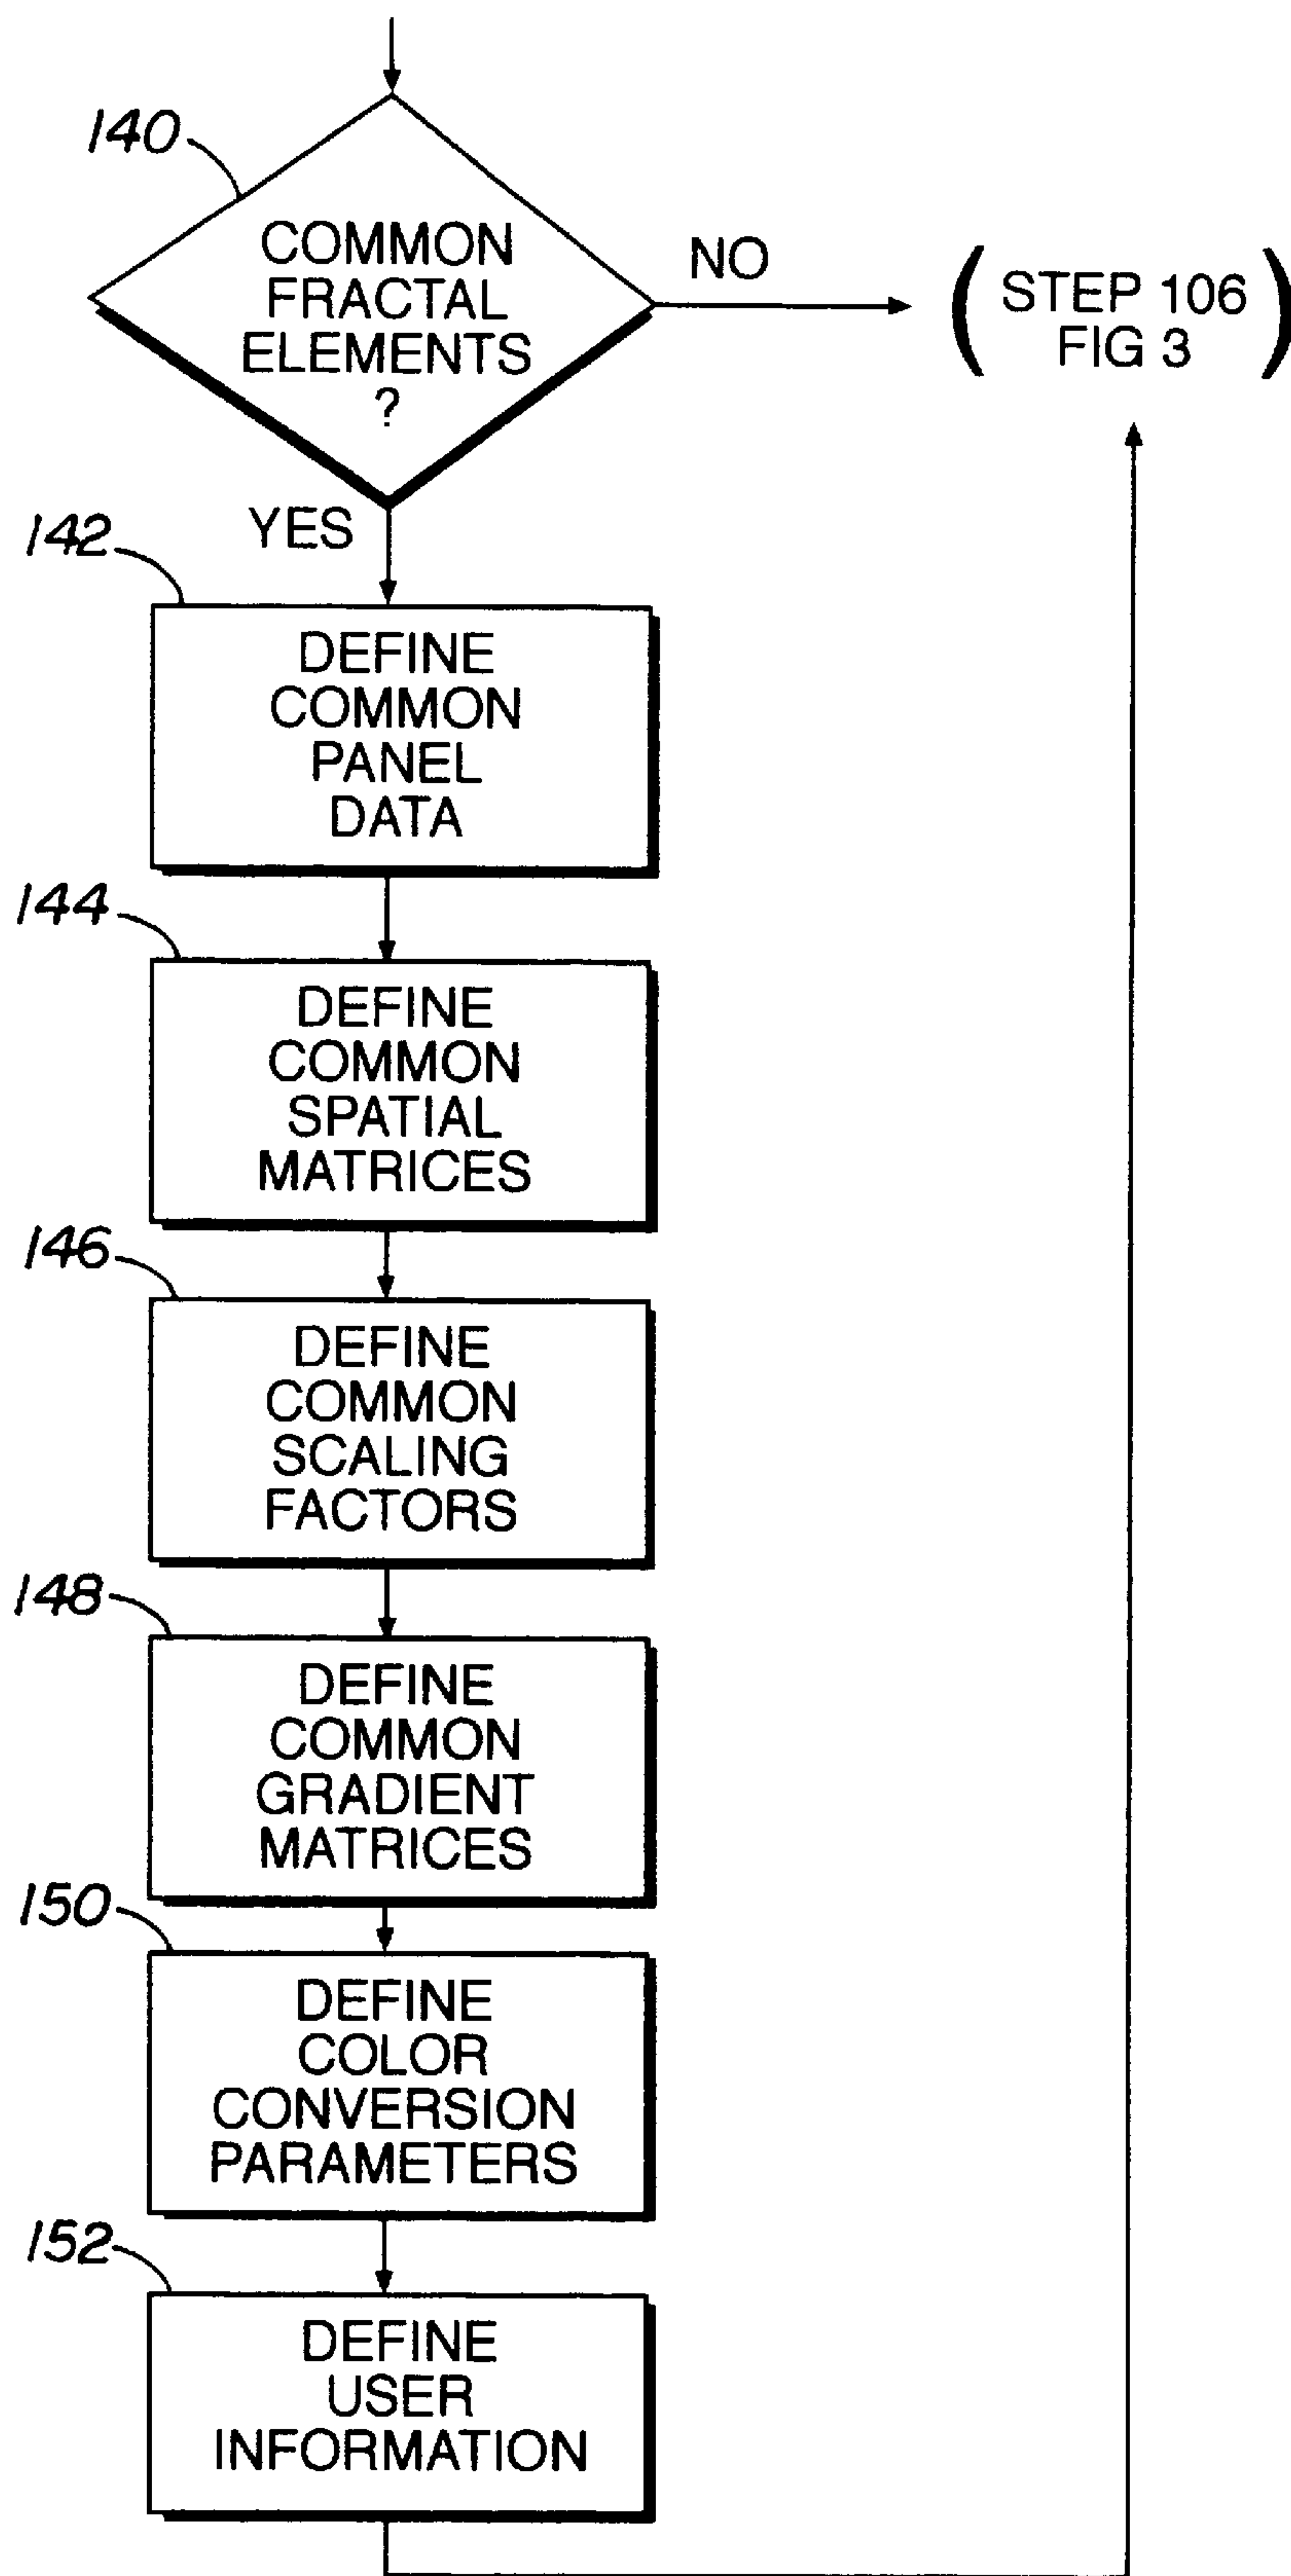 140
COMMON
FRACTAL
ELEMENTS
?
NO
( STEP 106
FIG 3 )
YES
142
DEFINE
COMMON
PANEL
DATA
144
DEFINE
COMMON
SPATIAL
MATRICES
146
DEFINE
COMMON
SCALING
FACTORS
148
DEFINE
COMMON
GRADIENT
MATRICES
150
DEFINE
COLOR
CONVERSION
PARAMETERS
152
DEFINE
USER
INFORMATION